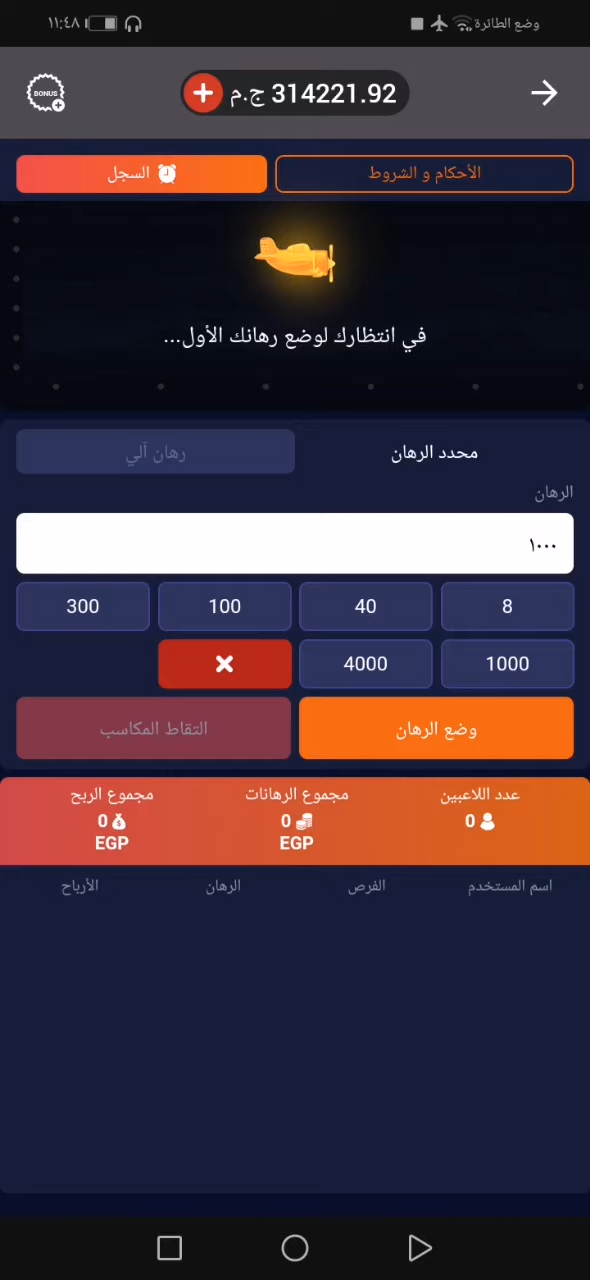 وضع الطائرة ١١:٤٨
314221.92 ج.م
BONUS
الأحكام و الشروط
السجل
في انتظارك لوضع رهانك الأول...
محدد الرهان
رهان آلي
الرهان
١٠٠٠
8 40 100 300
1000 4000
وضع الرهان
التقاط المكاسب
عدد اللاعبين مجموع الرهانات مجموع الربح
0 0 0
EGP EGP
اسم المستخدم الفرص الرهان الأرباح